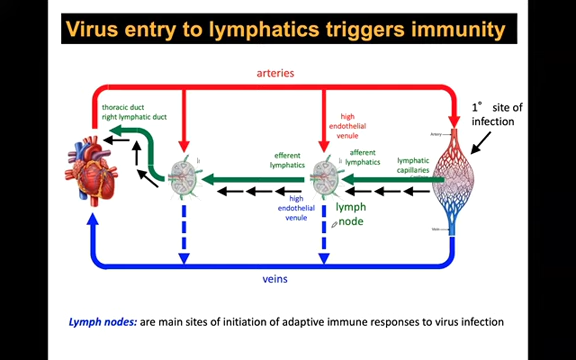 Virus entry to lymphatics triggers immunity
arteries
thoracic duct
right lymphatic duct
1° site of
infection
high
endothelial
venule
Artery
efferent
lymphatics
afferent
lymphatics
lymphatic
capillaries
high
endothelial
venule
lymph
node
Vein
veins
Lymph nodes: are main sites of initiation of adaptive immune responses to virus infection